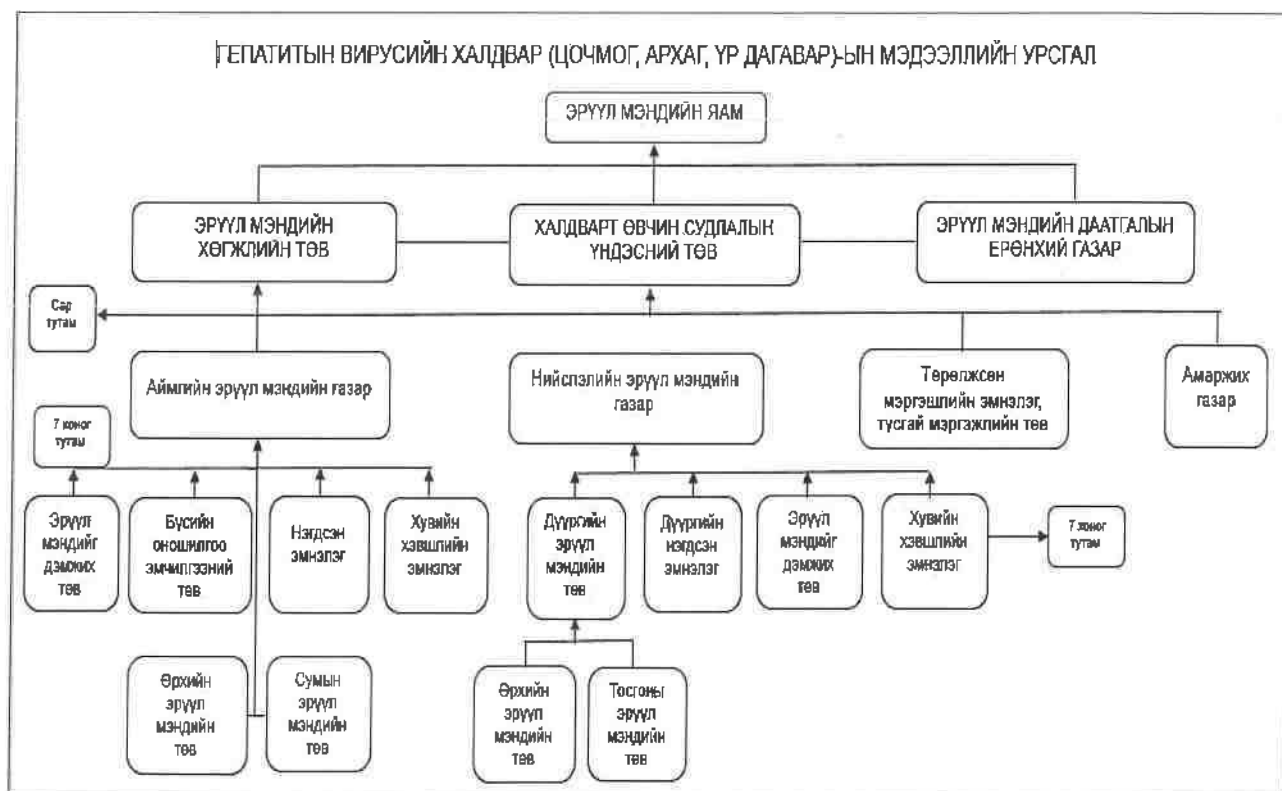 ГЕПАТИТЫН ВИРУСИЙН ХАЛДВАР (ЦОЧМОГ, АРХАГ, ҮР ДАГАВАР)-ЫН МЭДЭЭЛЛИЙН УРСГАЛ
ЭРҮҮЛ МЭНДИЙН ЯАМ
ЭРҮҮЛ МЭНДИЙН
ХӨГЖЛИЙН ТӨВ
ХАЛДВАРТ ӨВЧИН СУДЛАЛЫН
ҮНДЭСНИЙ ТӨВ
ЭРҮҮЛ МЭНДИЙН ДААТГАЛЫН
ЕРӨНХИЙ ГАЗАР
Сар
тутам
Аймгийн эрүүл мэндийн газар
Нийслэлийн эрүүл мэндийн
газар
Төрөлжсөн
мэргэшлийн эмнэлэг,
тусгай мэргэжлийн төв
Амаржих
газар
7 хоног
тутам
Эрүүл
мэндийг
дэмжих
төв
Бүсийн
оношилгоо
эмчилгээний
төв
Нэгдсэн
эмнэлэг
Хувийн
хэвшлийн
эмнэлэг
Дүүргийн
эрүүл
мэндийн
төв
Дүүргийн
нэгдсэн
эмнэлэг
Эрүүл
мэндийг
дэмжих
төв
Хувийн
хэвшлийн
эмнэлэг
7 хоног
тутам
Өрхийн
эрүүл
мэндийн
төв
Сумын
эрүүл
мэндийн
төв
Өрхийн
эрүүл
мэндийн
төв
Тосгоны
эрүүл
мэндийн төв